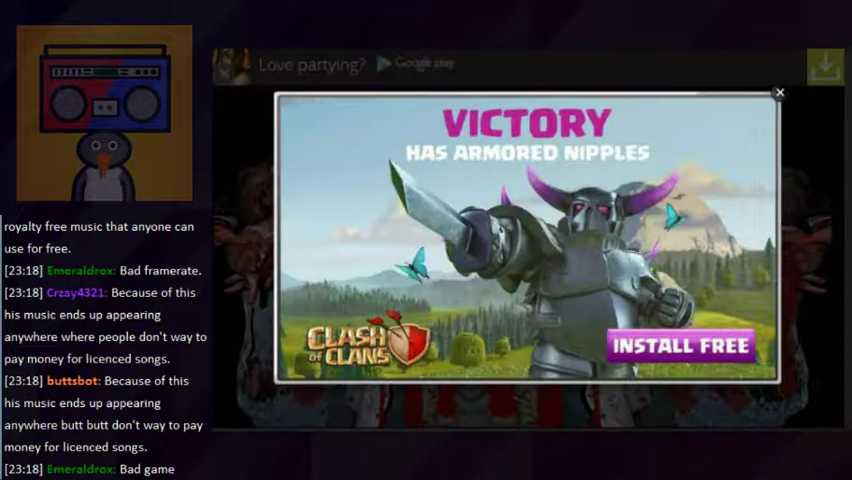 Love partying? Google play
VICTORY
HAS ARMORED NIPPLES
CLASH
of CLANS
INSTALL FREE
royalty free music that anyone can
use for free.
[23:18] Emeraldrox: Bad framerate.
[23:18] Crzay4321: Because of this
his music ends up appearing
anywhere where people don't way to
pay money for licenced songs.
[23:18] buttsbot: Because of this
his music ends up appearing
anywhere butt butt don't way to pay
money for licenced songs.
[23:18] Emeraldrox: Bad game